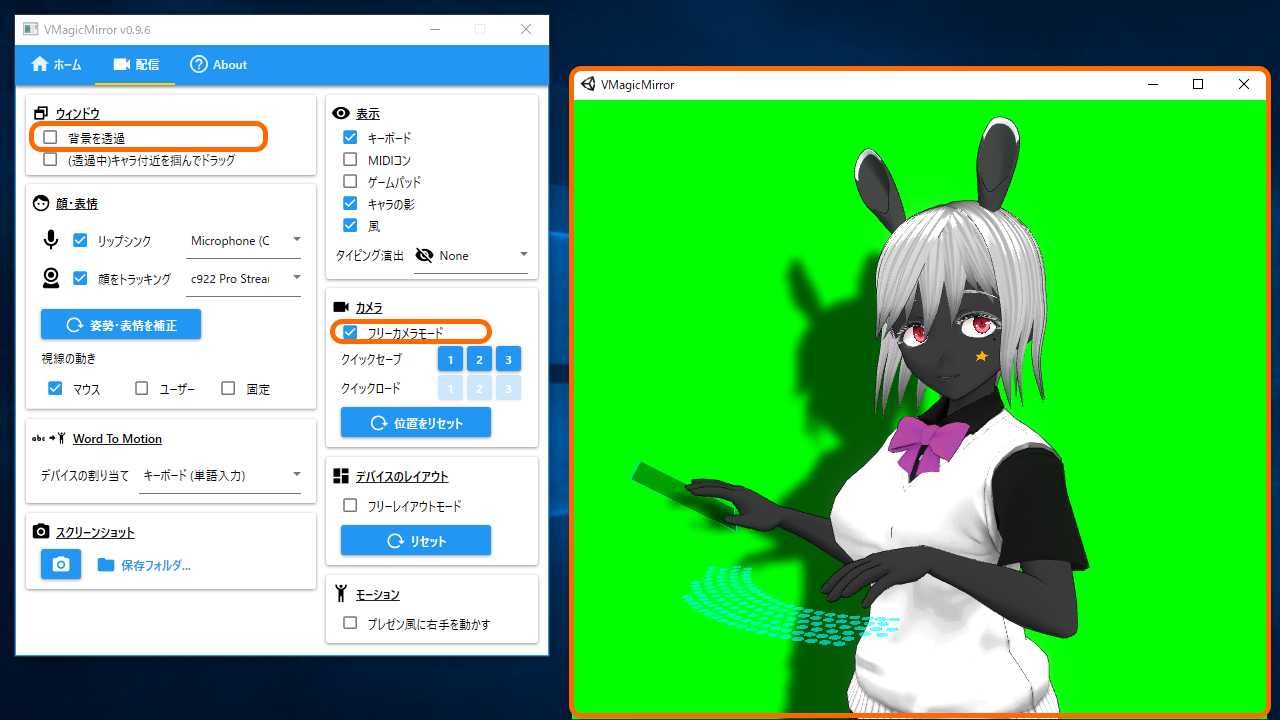 VMagicMirror v0.9.6
ホーム
配信
About
ウィンドウ
背景を透過
(透過中)キャラ付近を掴んでドラッグ
顔・表情
リップシンク
Microphone (C
顔をトラッキング
c922 Pro Strear
姿勢・表情を補正
視線の動き
マウス
ユーザー
固定
abc
Word To Motion
デバイスの割り当て
キーボード (単語入力)
スクリーンショット
保存フォルダ...
表示
キーボード
MIDIコン
ゲームパッド
キャラの影
風
タイピング演出
None
カメラ
フリーカメラモード
クイックセーブ
1 2 3
クイックロード
1 2 3
位置をリセット
デバイスのレイアウト
フリーレイアウトモード
リセット
モーション
プレゼン風に右手を動かす
VMagicMirror